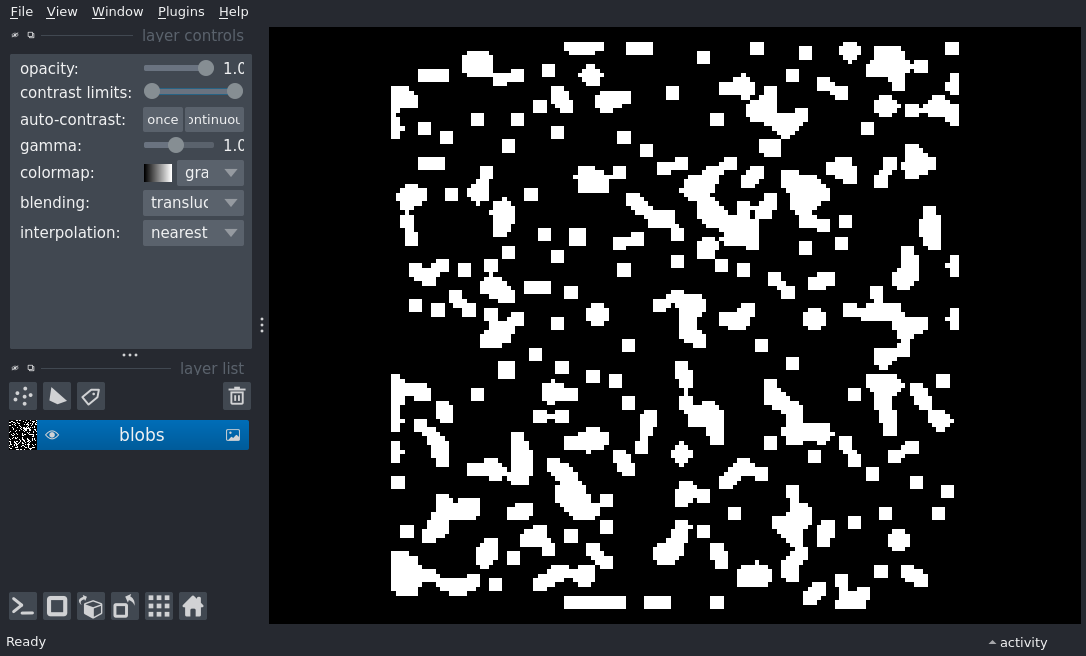 File View Window Plugins Help
layer controls
opacity: 1.0
contrast limits:
auto-contrast: once ontinuou
gamma: 1.0
colormap: gra
blending: transluc
interpolation: nearest
layer list
blobs
Ready
activity